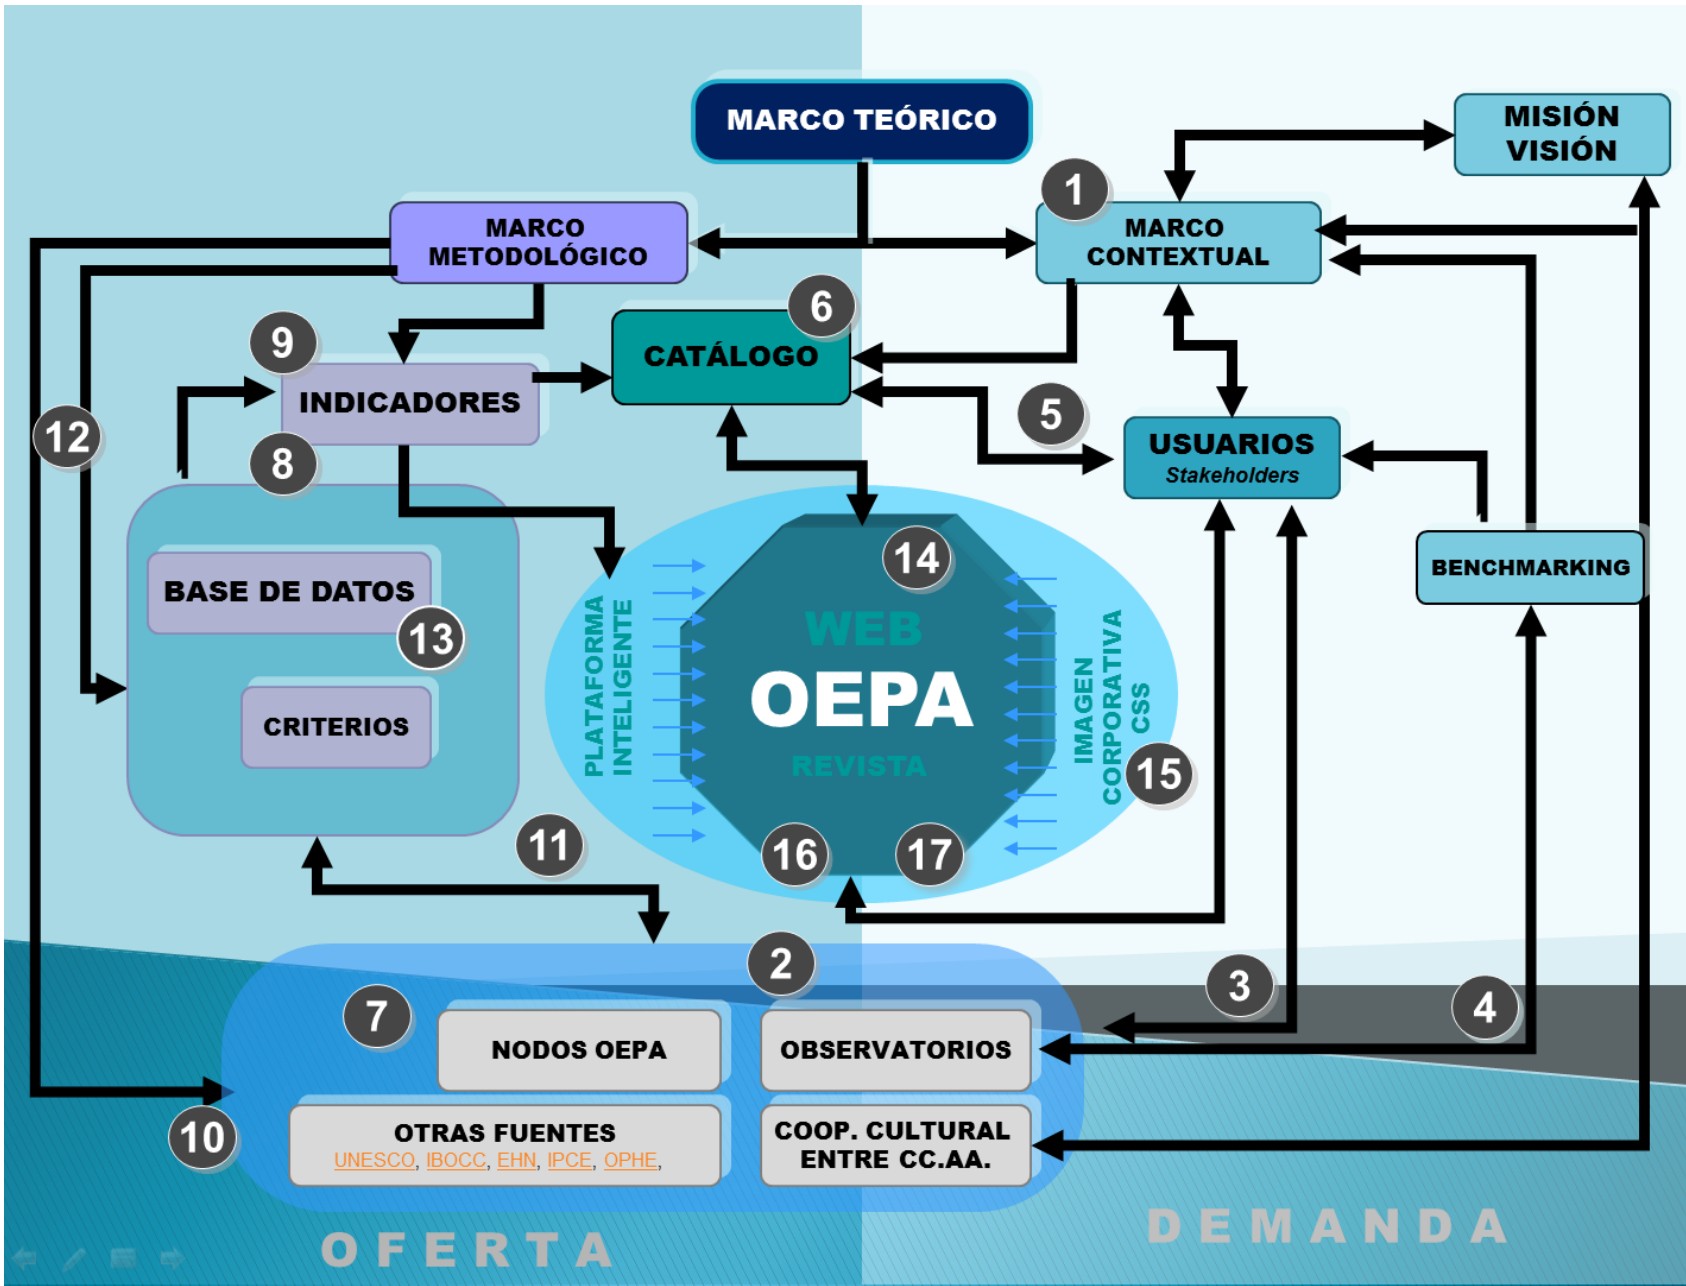 MARCO TEÓRICO
MISIÓN
VISIÓN
1
MARCO
CONTEXTUAL
MARCO
METODOLÓGICO
6
CATÁLOGO
9
INDICADORES
8
5
USUARIOS
Stakeholders
12
BENCHMARKING
BASE DE DATOS
13
CRITERIOS
14
WEB
OEPA
REVISTA
PLATAFORMA
INTELIGENTE
IMAGEN
CORPORATIVA
CSS
15
16
17
11
2
3
4
7
NODOS OEPA
OBSERVATORIOS
10
OTRAS FUENTES
UNESCO, IBOCC, EHN, IPCE, OPHE,
COOP. CULTURAL
ENTRE CC.AA.
OFERTA
DEMANDA